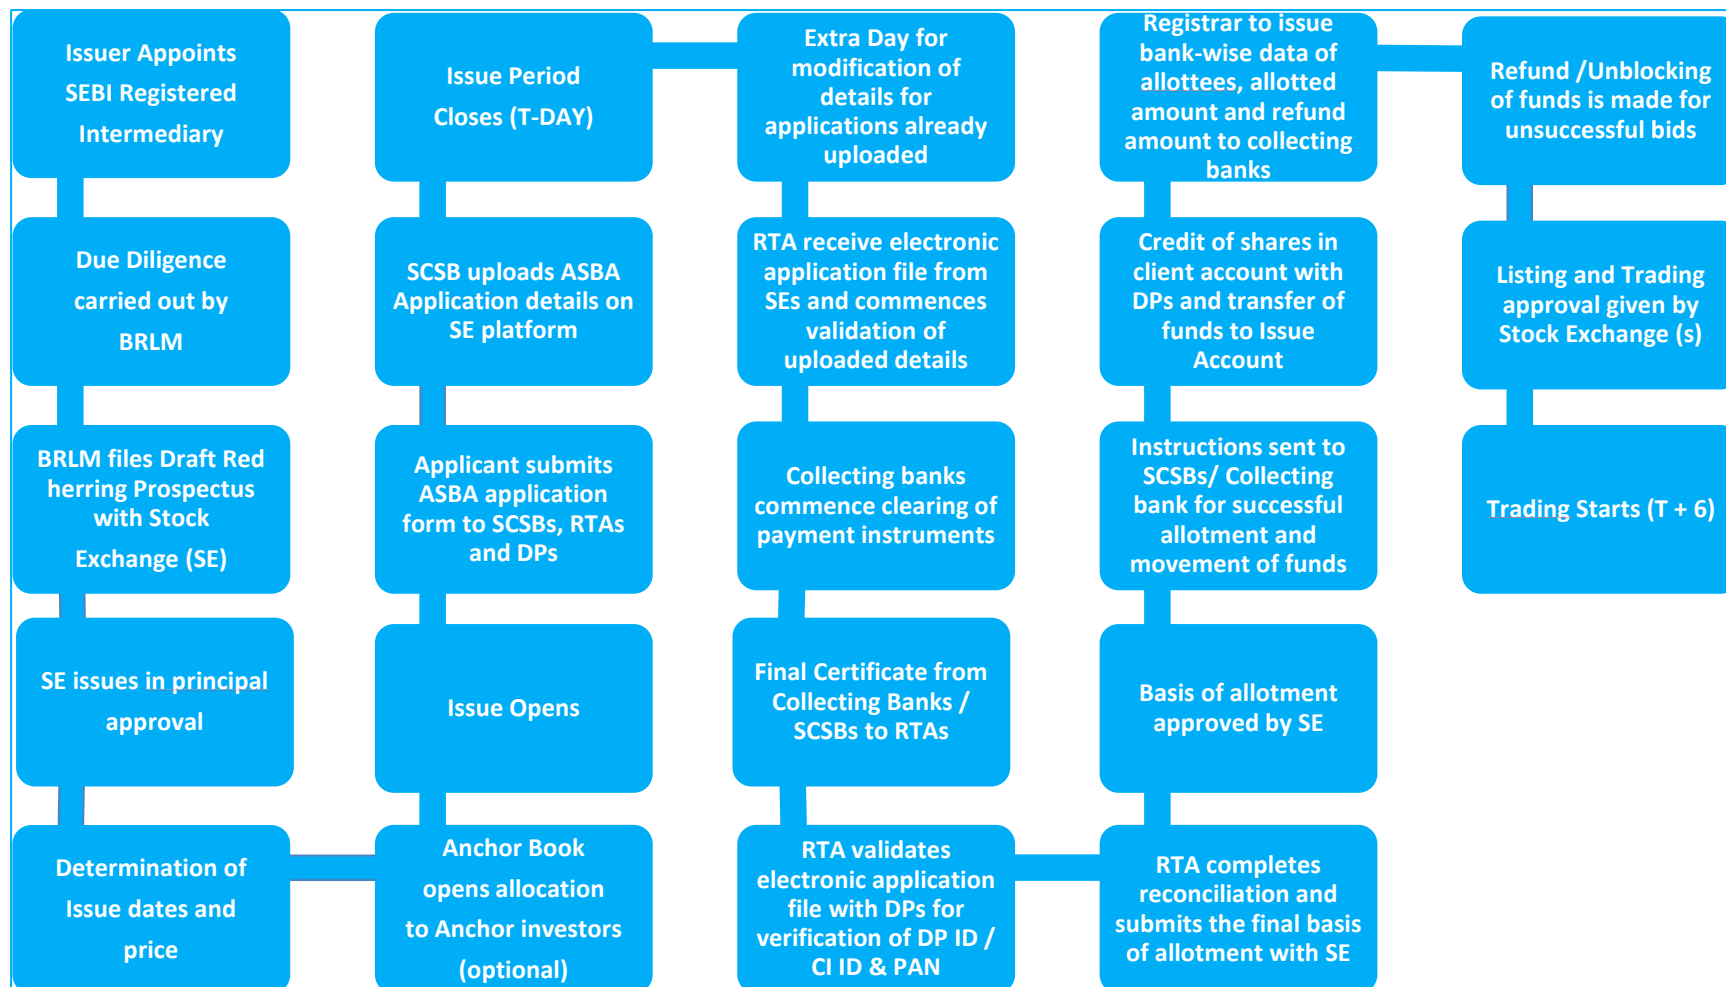 Issuer Appoints
SEBI Registered
Intermediary
Due Diligence
carried out by
BRLM
BRLM files Draft Red
herring Prospectus
with Stock
Exchange (SE)
SE issues in principal
approval
Determination of
Issue dates and
price
Anchor Book
opens allocation
to Anchor investors
(optional)
Issue Opens
Applicant submits
ASBA application
form to SCSBs, RTAs
and DPs
SCSB uploads ASBA
Application details on
SE platform
Issue Period
Closes (T-DAY)
Extra Day for
modification of
details for
applications already
uploaded
RTA receive electronic
application file from
SEs and commences
validation of
uploaded details
Collecting banks
commence clearing of
payment instruments
Final Certificate from
Collecting Banks /
SCSBs to RTAs
RTA validates
electronic application
file with DPs for
verification of DP ID /
CI ID & PAN
RTA completes
reconciliation and
submits the final basis
of allotment with SE
Basis of allotment
approved by SE
Instructions sent to
SCSBs/ Collecting
bank for successful
allotment and
movement of funds
Credit of shares in
client account with
DPs and transfer of
funds to Issue
Account
Registrar to issue
bank-wise data of
allottees, allotted
amount and refund
amount to collecting
banks
Refund /Unblocking
of funds is made for
unsuccessful bids
Listing and Trading
approval given by
Stock Exchange (s)
Trading Starts (T + 6)